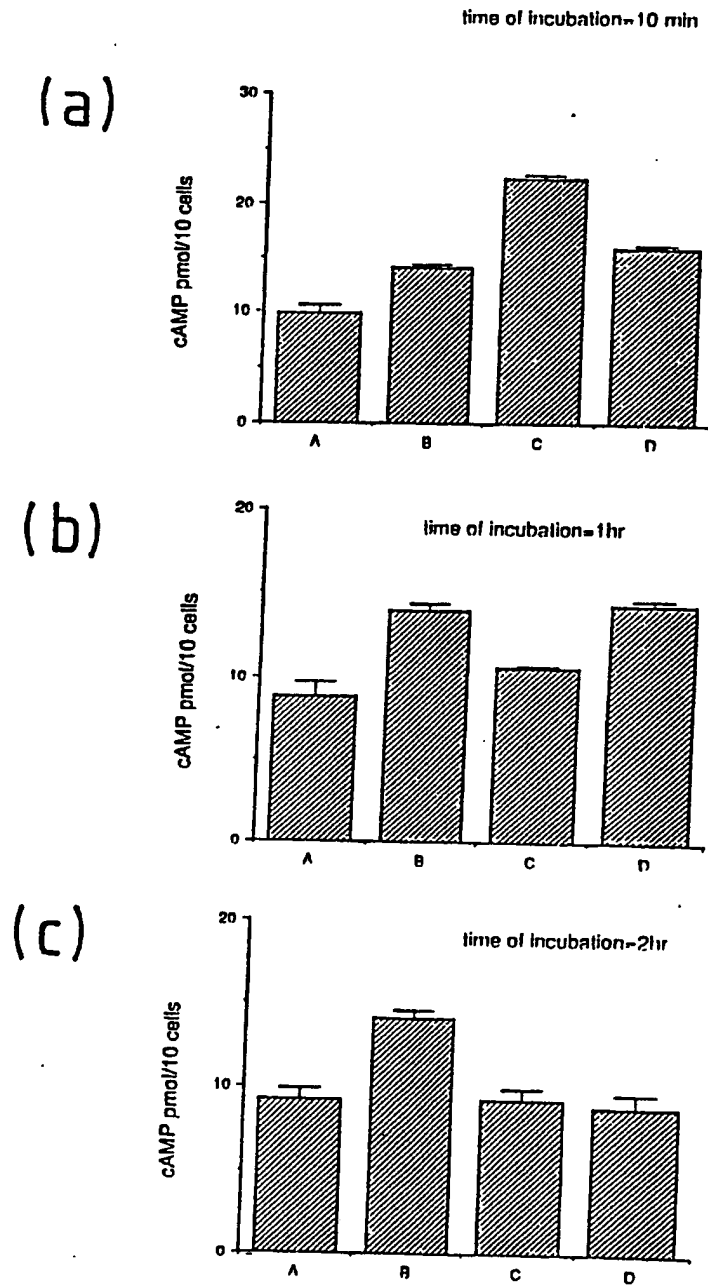 time of incubation=10 min
(a)
30
20
10
0
cAMP pmol/10 cells
A B C D
(b)
time of incubation=1hr
20
10
0
cAMP pmol/10 cells
A B C D
(c)
time of incubation=2hr
20
10
0
cAMP pmol/10 cells
A B C D